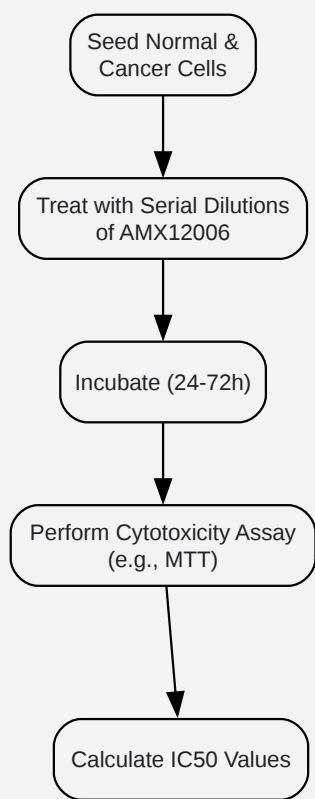 Seed Normal &
Cancer Cells
Treat with Serial Dilutions
of AMX12006
Incubate (24-72h)
Perform Cytotoxicity Assay
(e.g., MTT)
Calculate IC50 Values